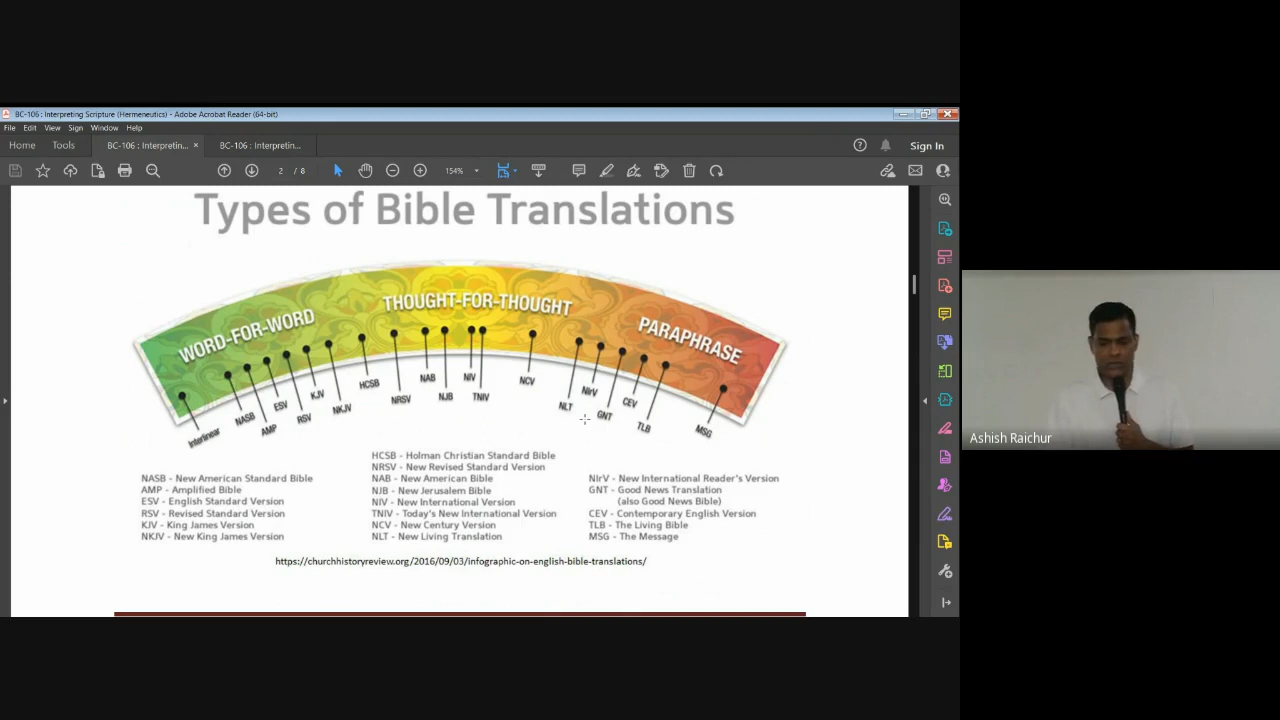 BC-106 : Interpreting Scripture (Hermeneutics) - Adobe Acrobat Reader (64-bit)
File Edit View Sign Window Help
Home Tools BC-106 : Interpretin... × BC-106 : Interpretin... Sign In
2 / 8 154%
Types of Bible Translations
WORD-FOR-WORD
THOUGHT-FOR-THOUGHT
PARAPHRASE
Interlinear
NASB
AMP
ESV
RSV
KJV
NKJV
HCSB
NRSV
NAB
NJB
NIV
TNIV
NCV
NLT
NIrV
GNT
CEV
TLB
MSG
NASB - New American Standard Bible
AMP - Amplified Bible
ESV - English Standard Version
RSV - Revised Standard Version
KJV - King James Version
NKJV - New King James Version
HCSB - Holman Christian Standard Bible
NRSV - New Revised Standard Version
NAB - New American Bible
NJB - New Jerusalem Bible
NIV - New International Version
TNIV - Today's New International Version
NCV - New Century Version
NLT - New Living Translation
NIrV - New International Reader's Version
GNT - Good News Translation
(also Good News Bible)
CEV - Contemporary English Version
TLB - The Living Bible
MSG - The Message
https://churchhistoryreview.org/2016/09/03/infographic-on-english-bible-translations/
Ashish Raichur